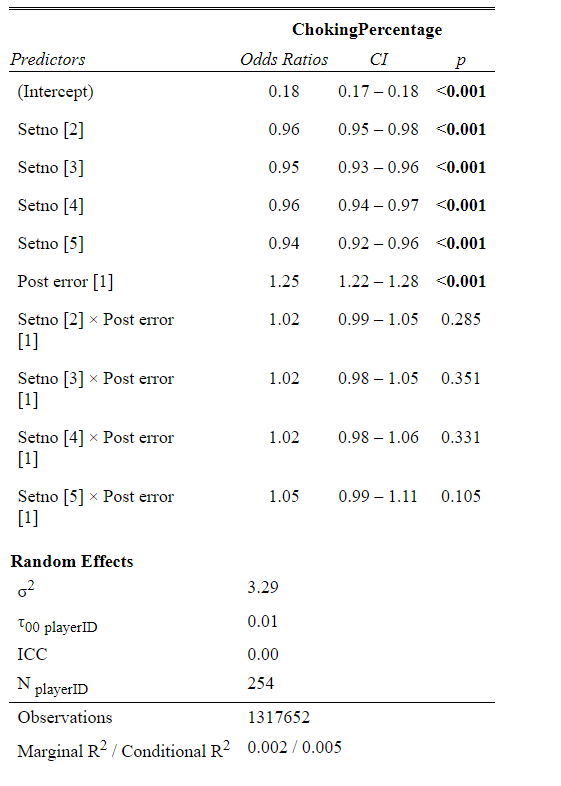 ChokingPercentage
Predictors Odds Ratios CI p
(Intercept) 0.18 0.17 – 0.18 <0.001
Setno [2] 0.96 0.95 – 0.98 <0.001
Setno [3] 0.95 0.93 – 0.96 <0.001
Setno [4] 0.96 0.94 – 0.97 <0.001
Setno [5] 0.94 0.92 – 0.96 <0.001
Post error [1] 1.25 1.22 – 1.28 <0.001
Setno [2] × Post error 1.02 0.99 – 1.05 0.285
[1]
Setno [3] × Post error 1.02 0.98 – 1.05 0.351
[1]
Setno [4] × Post error 1.02 0.98 – 1.06 0.331
[1]
Setno [5] × Post error 1.05 0.99 – 1.11 0.105
[1]
Random Effects
σ² 3.29
τ00 playerID 0.01
ICC 0.00
N playerID 254
Observations 1317652
Marginal R² / Conditional R² 0.002 / 0.005